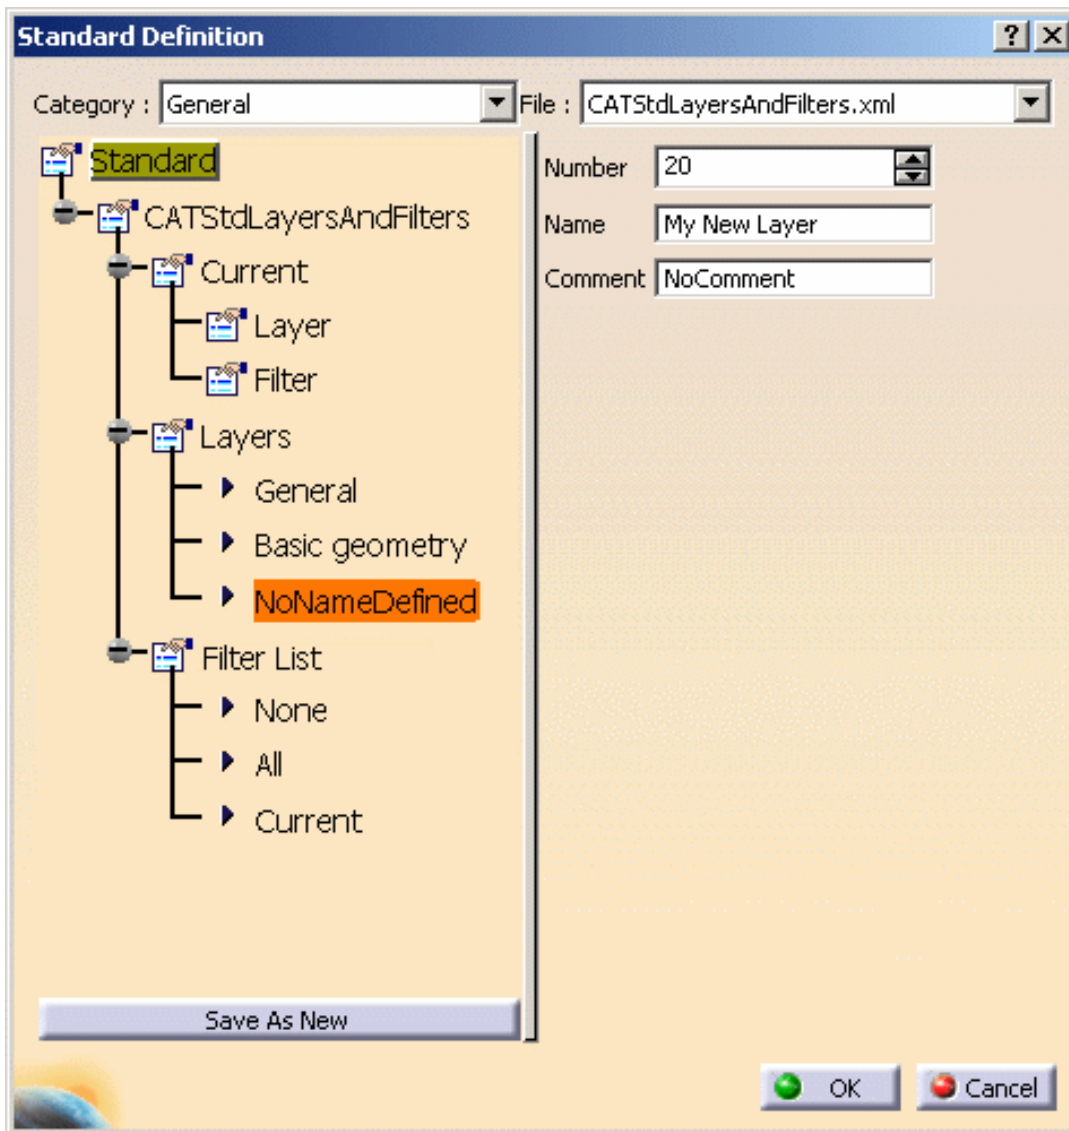 Standard Definition
Category : General File : CATStdLayersAndFilters.xml
Standard
CATStdLayersAndFilters
Current
Layer
Filter
Layers
General
Basic geometry
NoNameDefined
Filter List
None
All
Current
Save As New
Number 20
Name My New Layer
Comment NoComment
OK Cancel